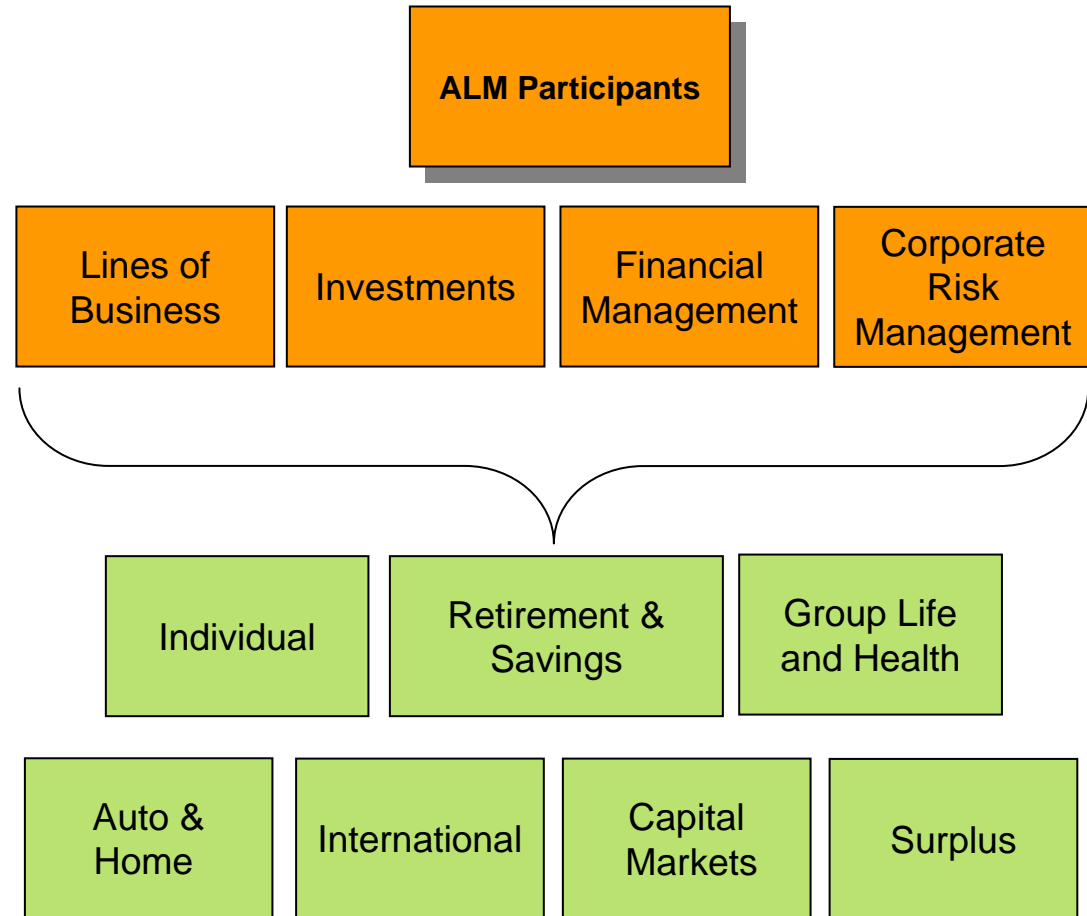 ALM Participants
Lines of
Business
Investments
Financial
Management
Corporate
Risk
Management
Individual
Retirement &
Savings
Group Life
and Health
Auto &
Home
International
Capital
Markets
Surplus